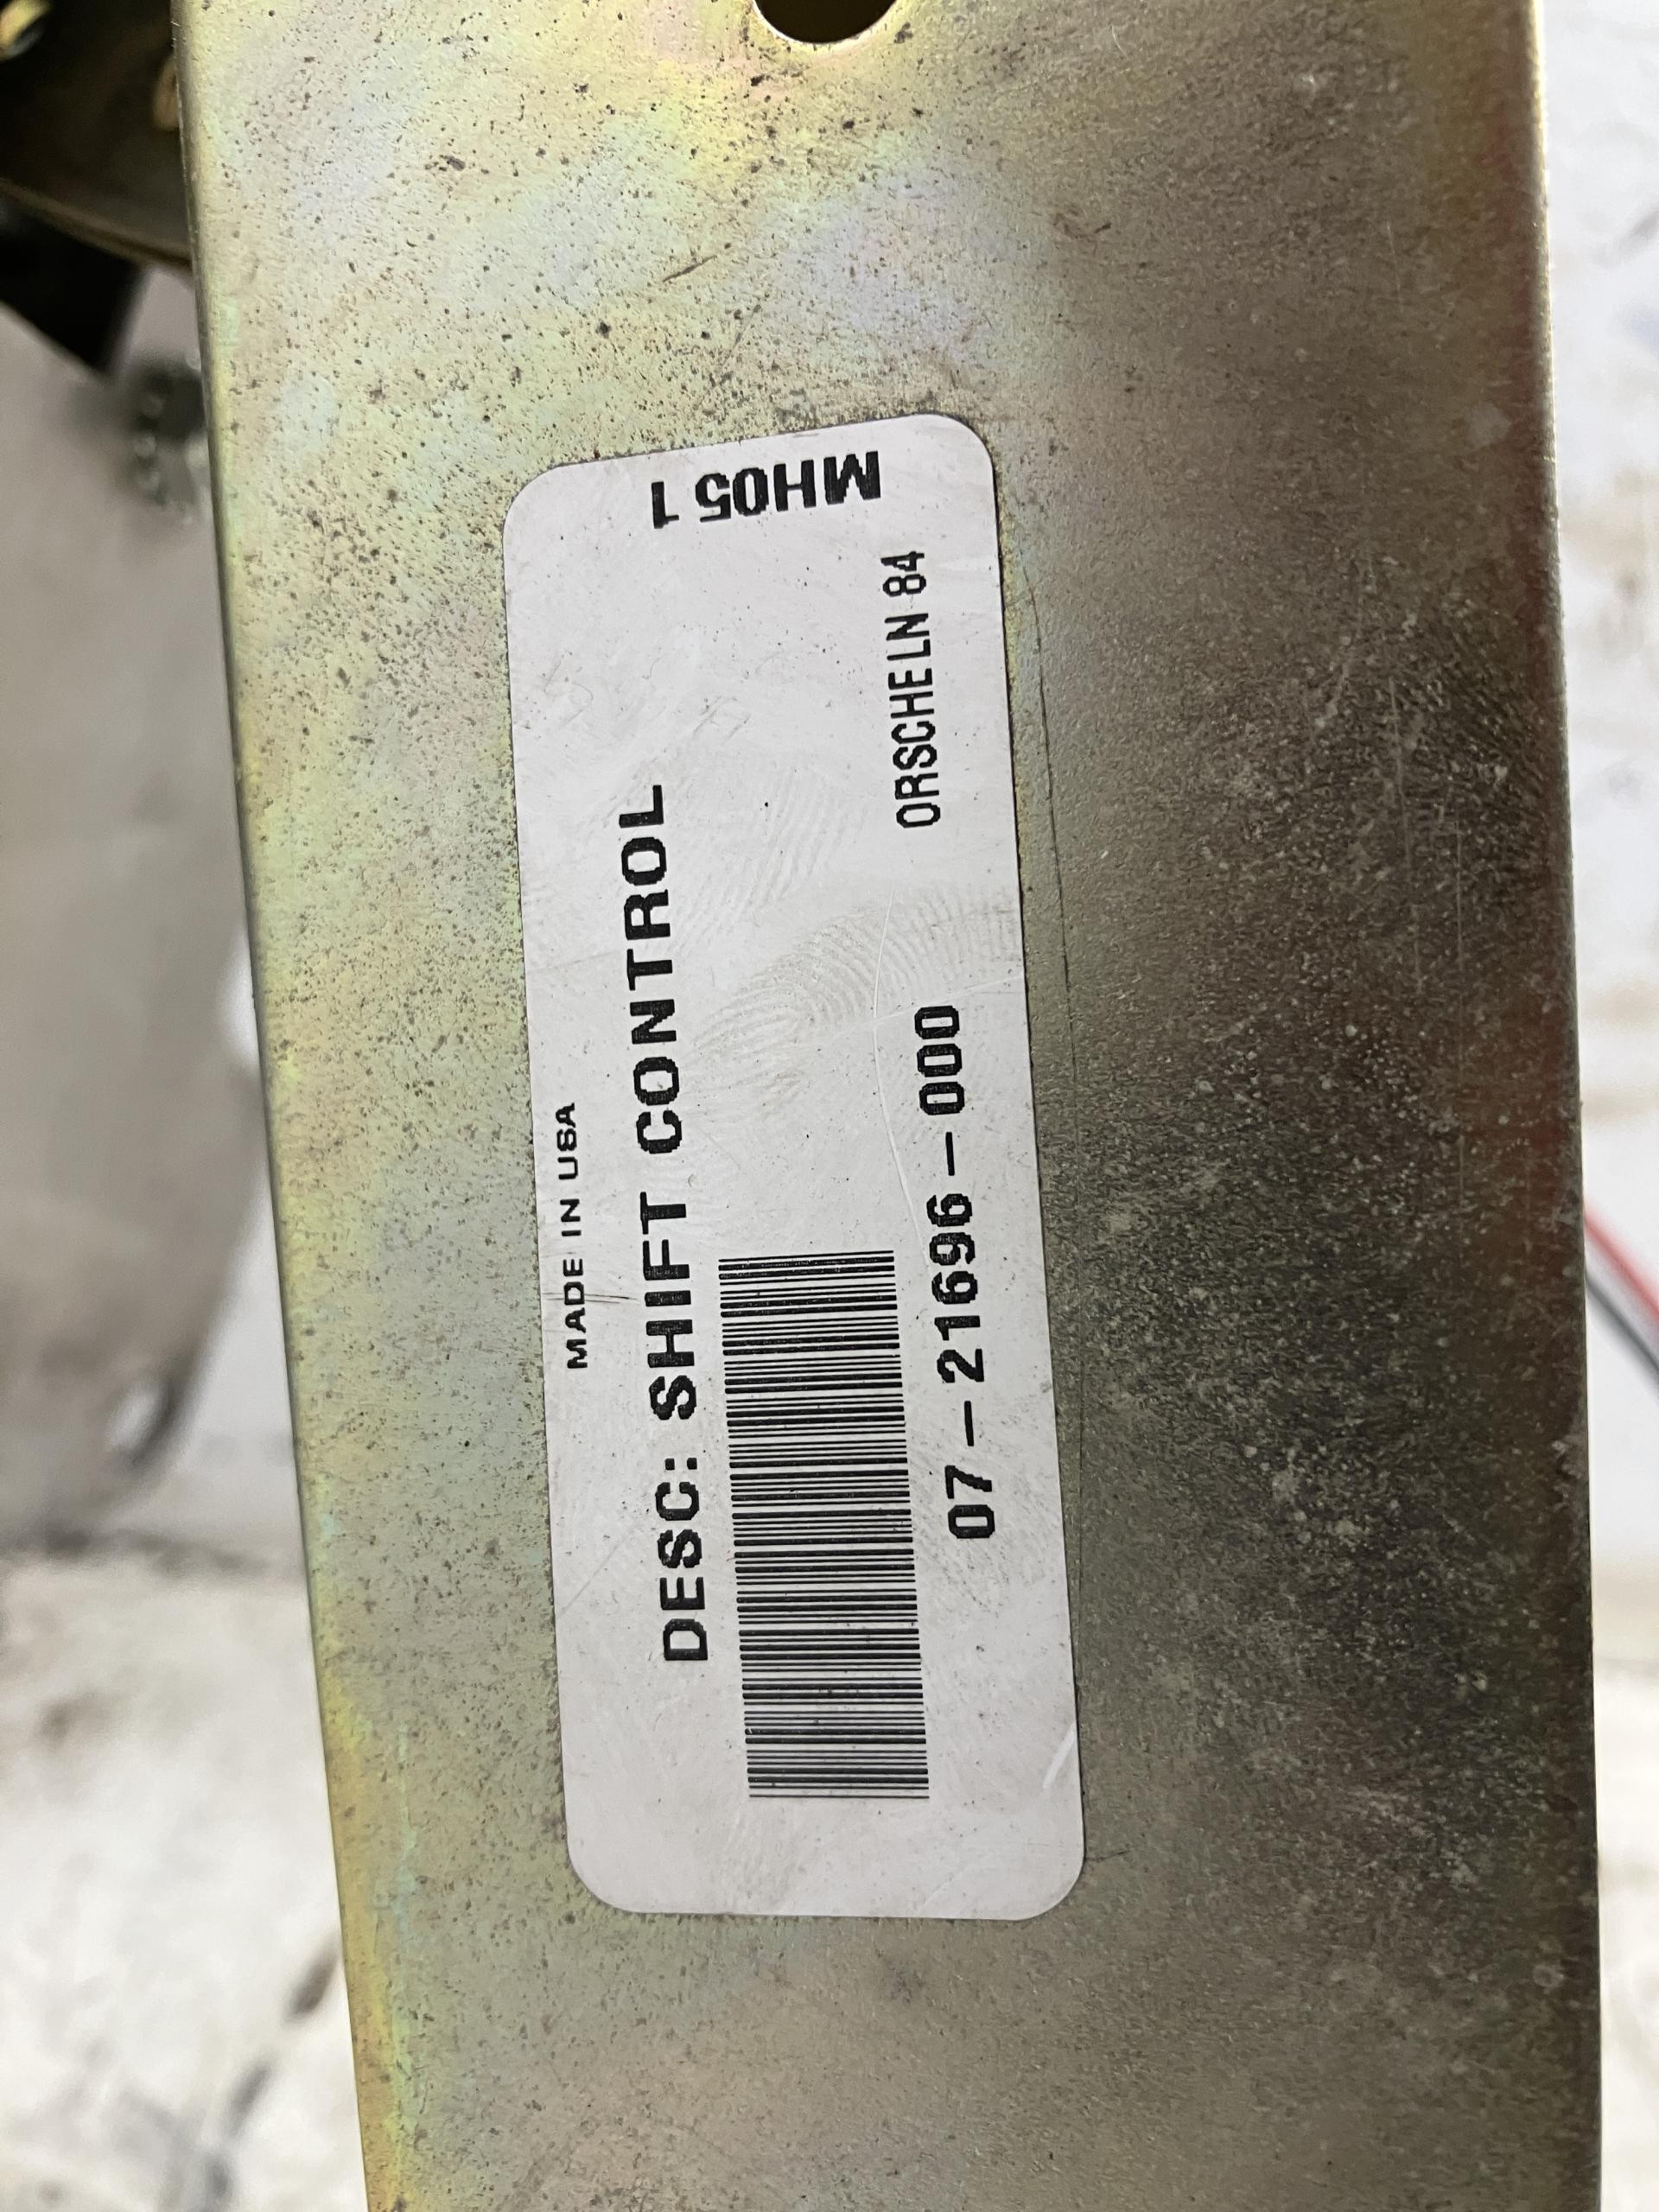 MADE IN USA
DESC: SHIFT CONTROL
07-21696-000
ORSCHELN 84
MH05 1